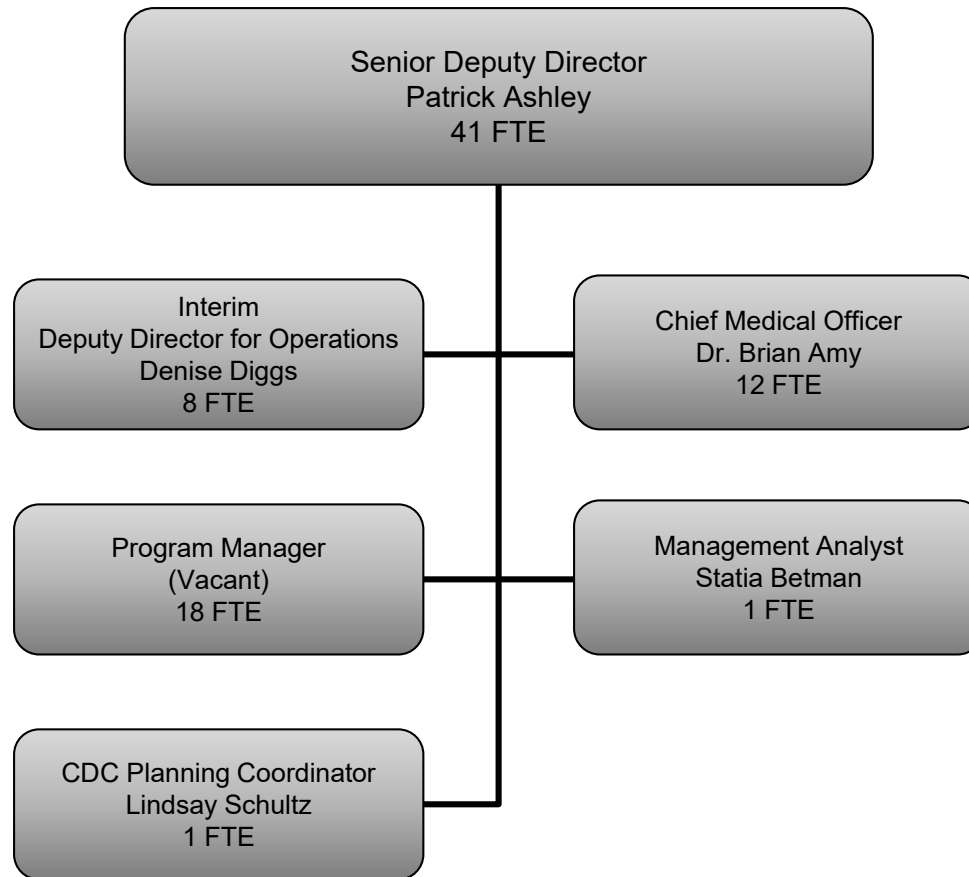 Senior Deputy Director
Patrick Ashley
41 FTE
Interim
Deputy Director for Operations
Denise Diggs
8 FTE
Chief Medical Officer
Dr. Brian Amy
12 FTE
Program Manager
(Vacant)
18 FTE
Management Analyst
Statia Betman
1 FTE
CDC Planning Coordinator
Lindsay Schultz
1 FTE